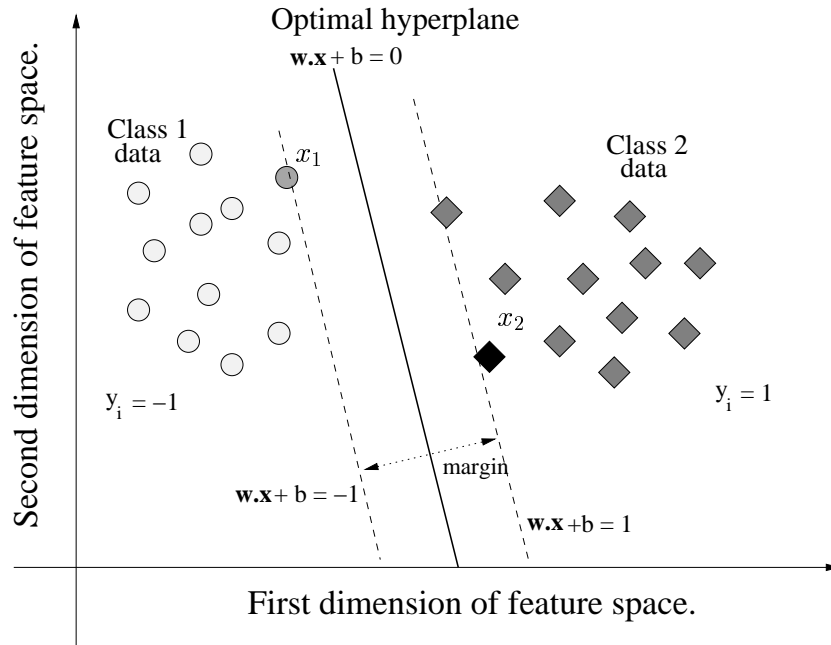 Optimal hyperplane
w.x + b = 0
Class 1
data
x1
Class 2
data
x2
yi = −1
yi = 1
margin
w.x + b = −1
w.x +b = 1
First dimension of feature space.
Second dimension of feature space.